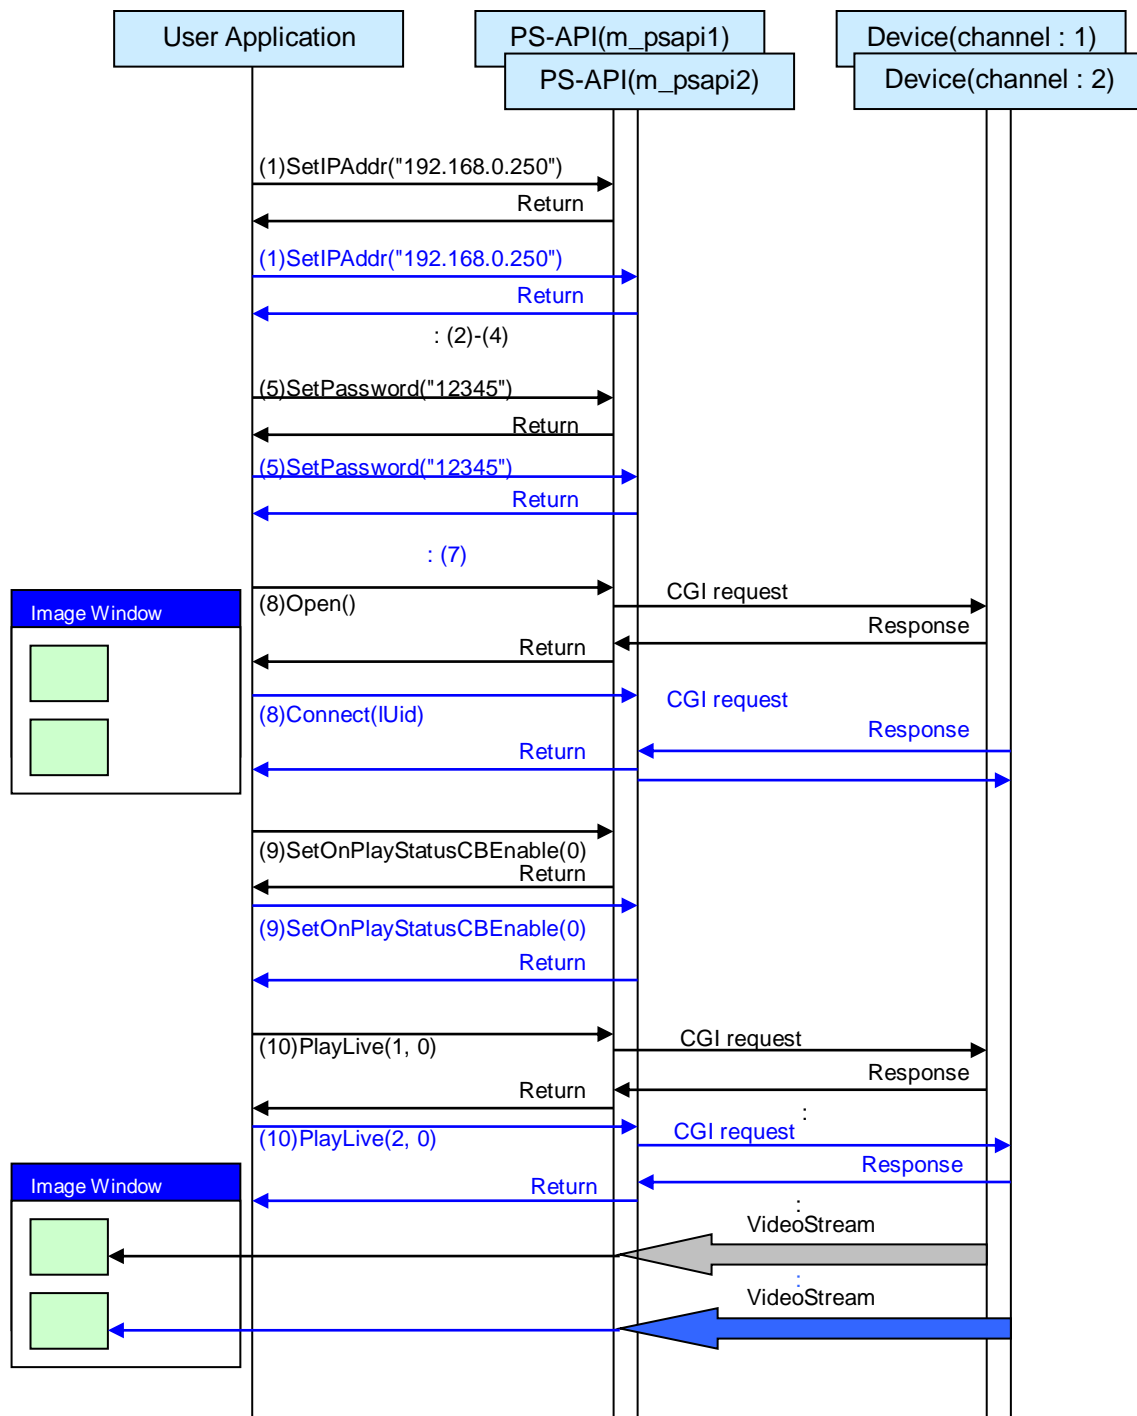 User Application
PS-API(m_psapi1)
Device(channel : 1)
PS-API(m_psapi2)
Device(channel : 2)
(1)SetIPAddr("192.168.0.250")
Return
(1)SetIPAddr("192.168.0.250")
Return
: (2)-(4)
(5)SetPassword("12345")
Return
(5)SetPassword("12345")
Return
: (7)
(8)Open()
CGI request
Image Window
Response
Return
(8)Connect(lUid)
CGI request
Response
Return
(9)SetOnPlayStatusCBEnable(0)
Return
(9)SetOnPlayStatusCBEnable(0)
Return
(10)PlayLive(1, 0)
CGI request
Response
Return
:
(10)PlayLive(2, 0)
CGI request
Response
Image Window
Return
:
VideoStream
:
VideoStream